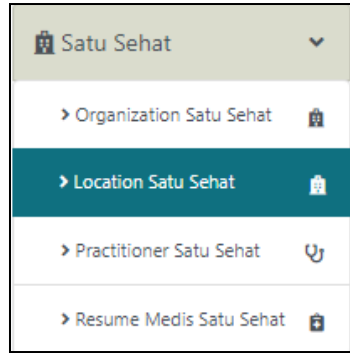 Satu Sehat
Organization Satu Sehat
Location Satu Sehat
Practitioner Satu Sehat
Resume Medis Satu Sehat